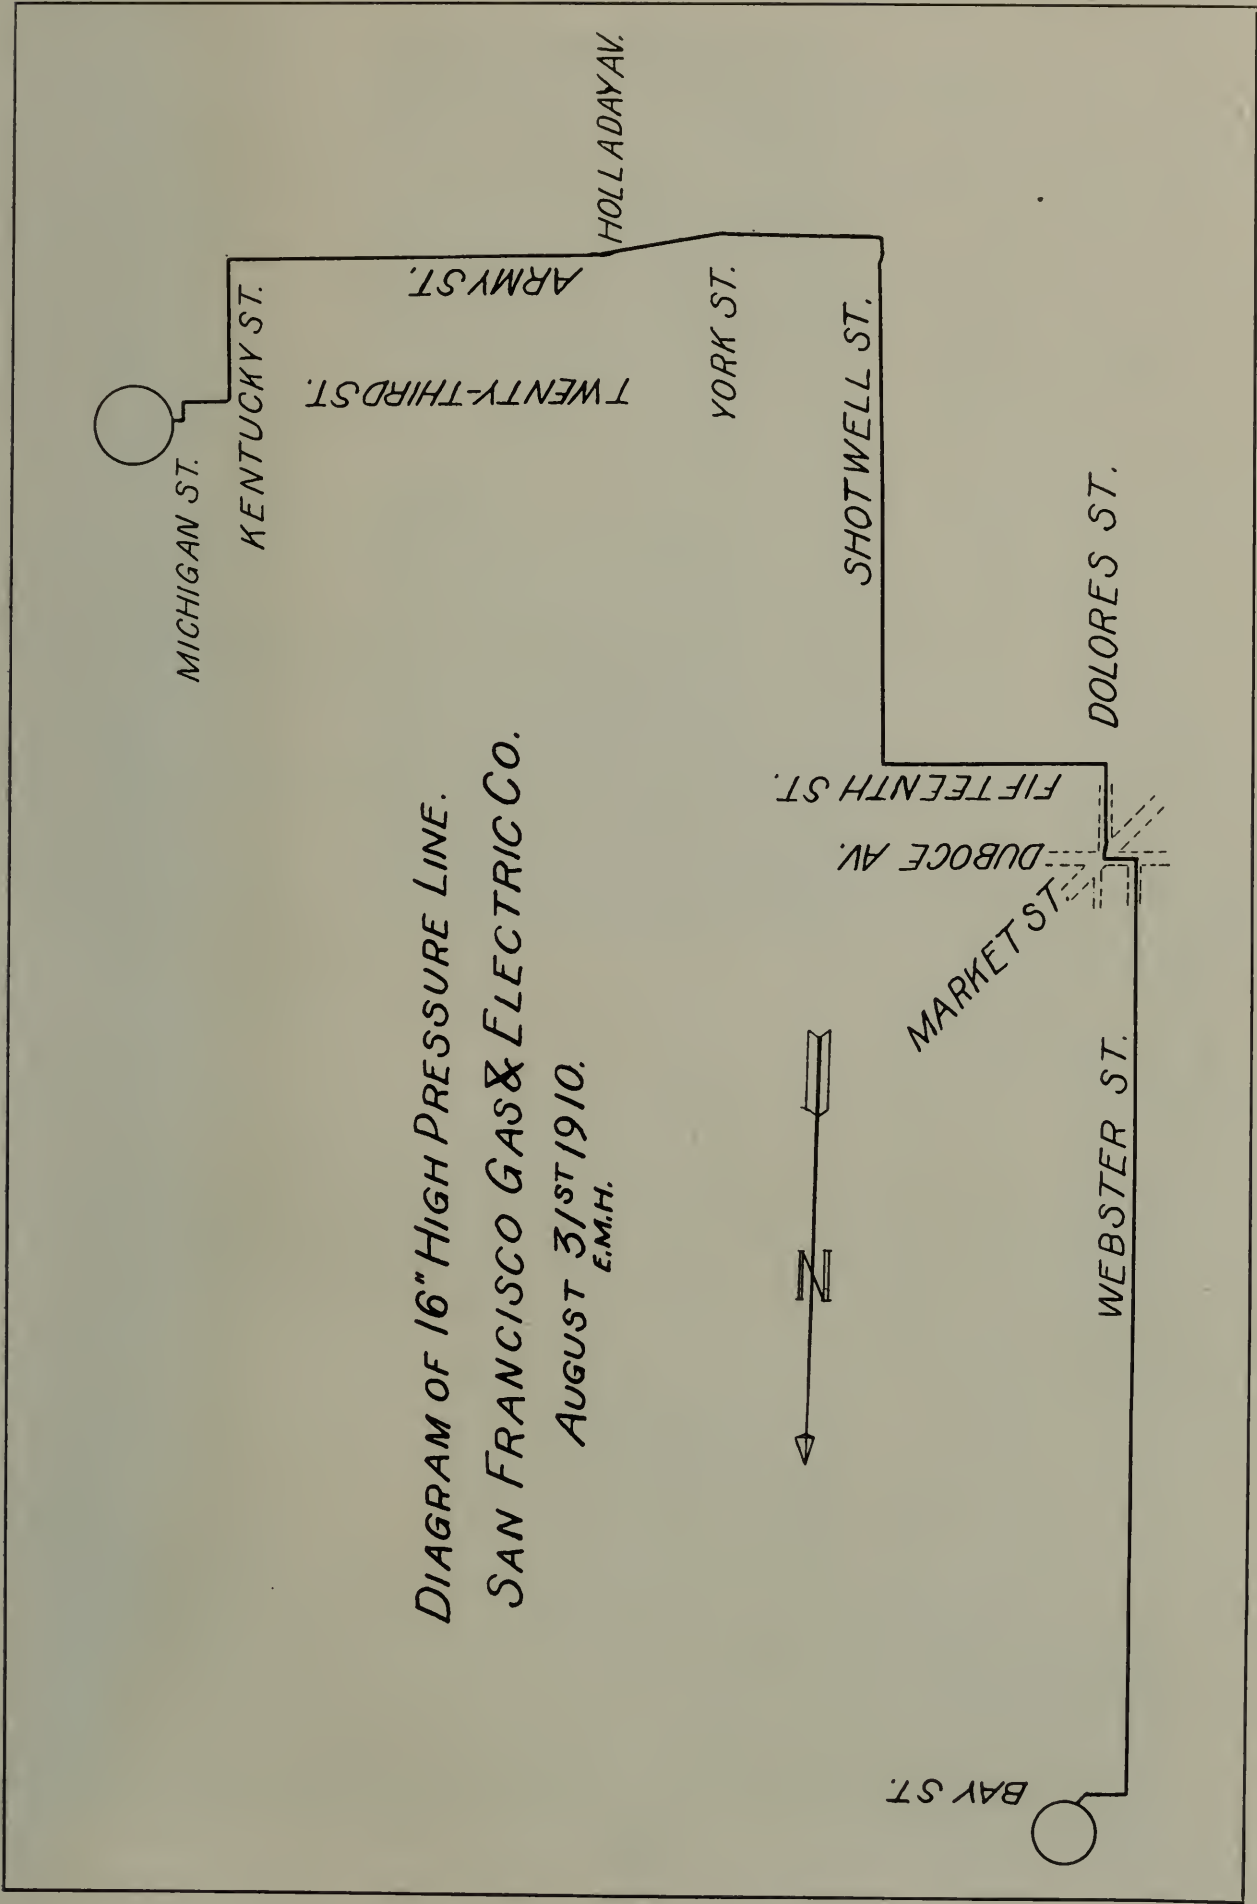 DIAGRAM OF 16" HIGH PRESSURE LINE.
SAN FRANCISCO GAS & ELECTRIC CO.
AUGUST 31ST 1910.
E.M.H.
MICHIGAN ST.
KENTUCKY ST.
TWENTY-THIRD ST.
ARMY ST.
HOLLADAY AV.
YORK ST.
SHOTWELL ST.
FIFTEENTH ST.
DOLORES ST.
DUBOCE AV.
MARKET ST.
N
WEBSTER ST.
BAY ST.